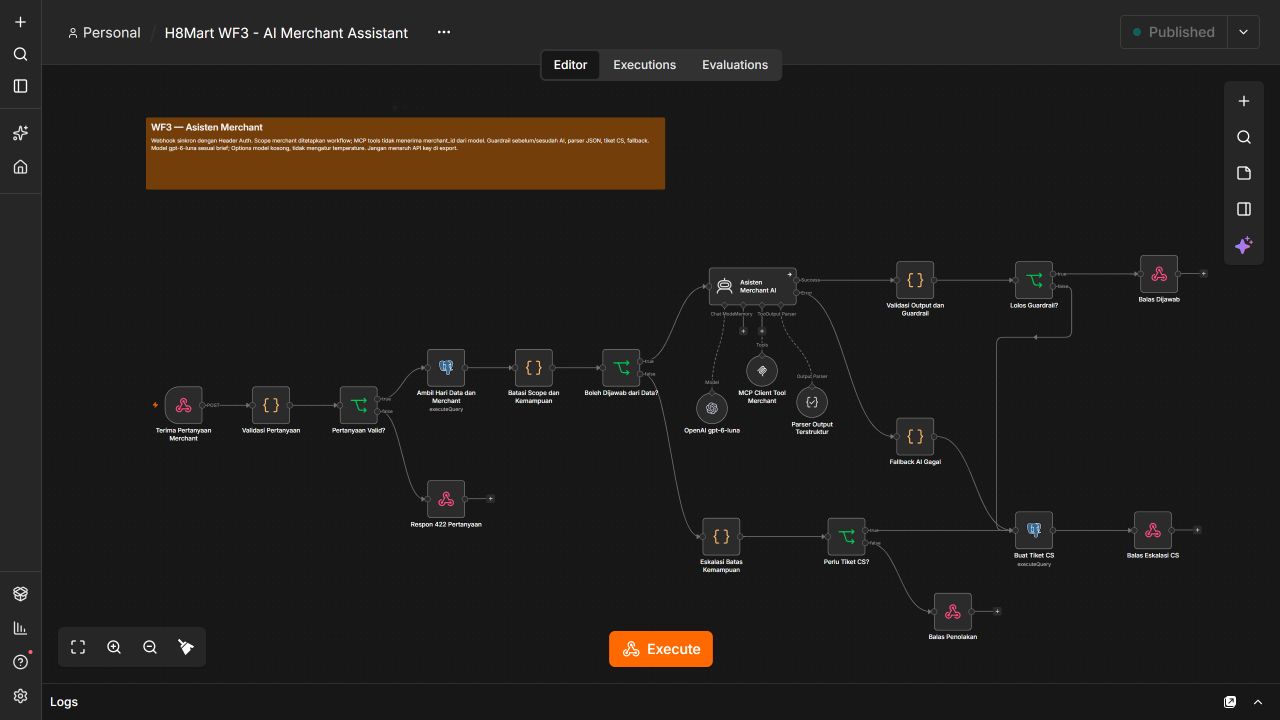 Personal / H8Mart WF3 - AI Merchant Assistant ...
Published
Editor Executions Evaluations
WF3 — Asisten Merchant
Webhook sinkron dengan Header Auth. Scope merchant ditetapkan workflow; MCP tools tidak menerima merchant_id dari model. Guardrail sebelum/sesudah AI, parser JSON, tiket CS, fallback.
Model gpt-6-luna sesuai brief; Options model kosong, tidak mengatur temperature. Jangan menaruh API key di export.
Asisten
Merchant AI
Success
Error
Chat Model
Memory
Tool
Output Parser
Validasi Output dan
Guardrail
true
false
Lolos Guardrail?
Balas Dijawab
Tools
Model
Output Parser
OpenAI gpt-6-luna
MCP Client Tool
Merchant
Parser Output
Terstruktur
POST
Terima Pertanyaan
Merchant
Validasi Pertanyaan
true
false
Pertanyaan Valid?
Ambil Hari Data dan
Merchant
executeQuery
Batasi Scope dan
Kemampuan
true
false
Boleh Dijawab dari Data?
Respon 422 Pertanyaan
Fallback AI Gagal
Eskalasi Batas
Kemampuan
true
false
Perlu Tiket CS?
Buat Tiket CS
executeQuery
Balas Eskalasi CS
Balas Penolakan
Execute
Logs